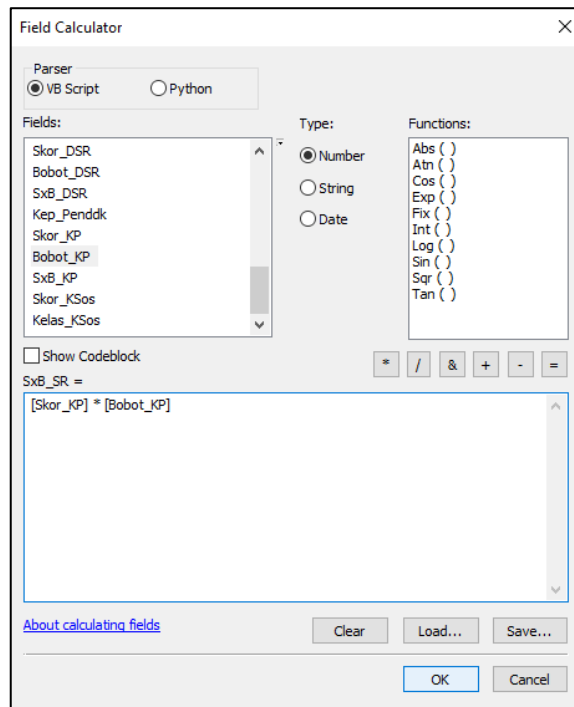 Field Calculator
Parser
VB Script Python
Fields: Type: Functions:
Skor_DSR
Bobot_DSR
SxB_DSR
Kep_Penddk
Skor_KP
Bobot_KP
SxB_KP
Skor_KSos
Kelas_KSos
Number
String
Date
Abs ( )
Atn ( )
Cos ( )
Exp ( )
Fix ( )
Int ( )
Log ( )
Sin ( )
Sqr ( )
Tan ( )
Show Codeblock
* / & + - =
SxB_SR =
[Skor_KP] * [Bobot_KP]
About calculating fields
Clear Load... Save...
OK Cancel